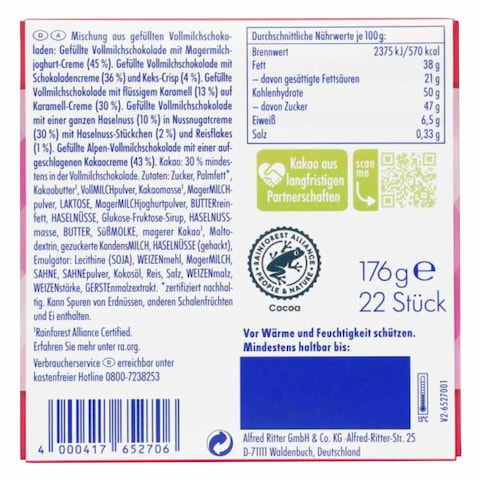 D A Mischung aus gefüllten Vollmilchschoko-
laden: Gefüllte Vollmilchschokolade mit Magermilch-
joghurt-Creme (45 %). Gefüllte Vollmilchschokolade mit
Schokoladencreme (36 %) und Keks-Crisp (4 %). Gefüllte
Vollmilchschokolade mit flüssigem Karamell (13 %) auf
Karamell-Creme (30 %). Gefüllte Vollmilchschokolade mit
einer ganzen Haselnuss (10 %) in Nussnugatcreme
(30 %) mit Haselnuss-Stückchen (2 %) und Reisflakes
(1 %). Gefüllte Alpen-Vollmilchschokolade mit einer auf-
geschlagenen Kakaocreme (43 %). Kakao: 30 % mindes-
tens in der Vollmilchschokolade. Zutaten: Zucker, Palmfett*,
Kakaobutter¹, VollMILCHpulver, Kakaomasse¹, MagerMILCH-
pulver, LAKTOSE, MagerMILCHjoghurtpulver, BUTTERrein-
fett, HASELNÜSSE, Glukose-Fruktose-Sirup, HASELNUSS-
masse, BUTTER, SÜßMOLKE, magerer Kakao¹, Malto-
dextrin, gezuckerte KondensMILCH, HASELNÜSSE (gehackt),
Emulgator: Lecithine (SOJA), WEIZENmehl, MagerMILCH,
SAHNE, SAHNEpulver, Kokosöl, Reis, Salz, WEIZENmalz,
WEIZENstärke, GERSTEnmalzextrakt. *zertifiziert nachhal-
tig. Kann Spuren von Erdnüssen, anderen Schalenfrüchten
und Ei enthalten.
¹Rainforest Alliance Certified.
Erfahren Sie mehr unter ra.org.
Verbraucherservice D erreichbar unter
kostenfreier Hotline 0800-7238253
4 000417 652706
Durchschnittliche Nährwerte je 100 g:
Brennwert 2375 kJ/570 kcal
Fett 38 g
– davon gesättigte Fettsäuren 21 g
Kohlenhydrate 50 g
– davon Zucker 47 g
Eiweiß 6,5 g
Salz 0,33 g
Kakao aus
langfristigen
Partnerschaften
scan
me
RAINFOREST ALLIANCE
PEOPLE & NATURE
Cocoa
176 g e
22 Stück
Vor Wärme und Feuchtigkeit schützen.
Mindestens haltbar bis:
V2-6527001
Alfred Ritter GmbH & Co. KG · Alfred-Ritter-Str. 25
D-71111 Waldenbuch, Deutschland